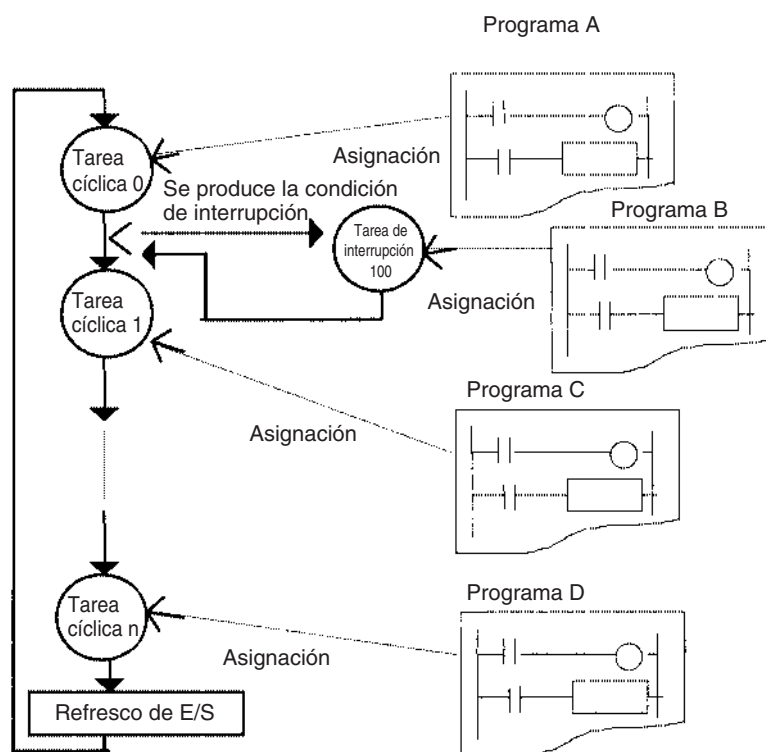 Programa A
Tarea
cíclica 0
Asignación
Se produce la condición
de interrupción
Programa B
Tarea de
interrupción
100
Asignación
Tarea
cíclica 1
Programa C
Asignación
Programa D
Tarea
cíclica n
Asignación
Refresco de E/S